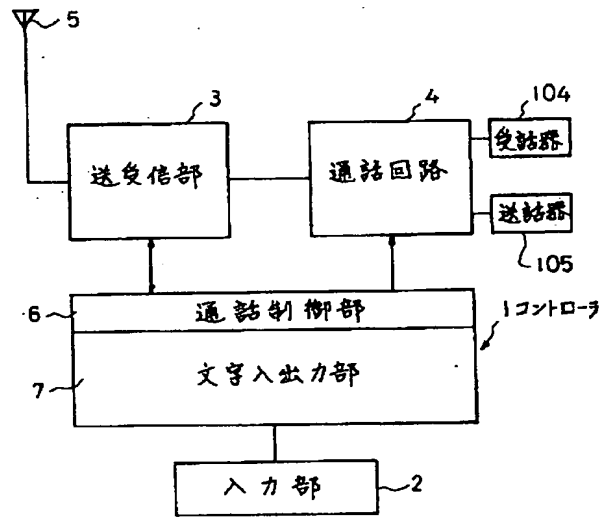 5
3
4
104
送受信部
通話回路
受話器
送話器
105
6
通話制御部
1コントローラ
7
文字入出力部
入力部
2